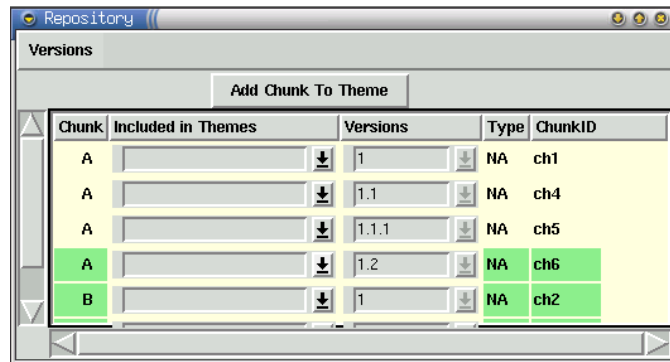 Repository
Versions
Add Chunk To Theme
Chunk Included in Themes Versions Type ChunkID
A 1 NA ch1
A 1.1 NA ch4
A 1.1.1 NA ch5
A 1.2 NA ch6
B 1 NA ch2